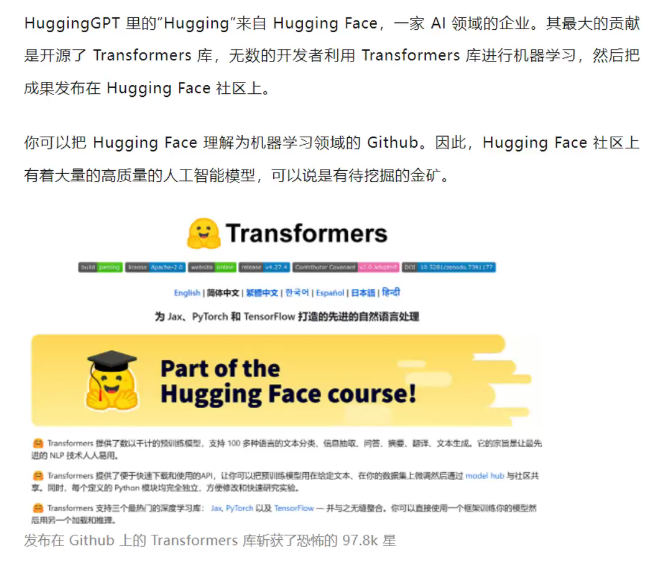 HuggingGPT 里的“Hugging”来自 Hugging Face，一家 AI 领域的企业。其最大的贡献
是开源了 Transformers 库，无数的开发者利用 Transformers 库进行机器学习，然后把
成果发布在 Hugging Face 社区上。
你可以把 Hugging Face 理解为机器学习领域的 Github。因此，Hugging Face 社区上
有着大量的高质量的人工智能模型，可以说是有待挖掘的金矿。
Transformers
build passing license Apache-2.0 website online release v4.27.4 Contributor Covenant v2.0 adopted DOI 10.5281/zenodo.7391177
English | 简体中文 | 繁體中文 | 한국어 | Español | 日本語 | हिन्दी
为 Jax、PyTorch 和 TensorFlow 打造的先进的自然语言处理
Part of the
Hugging Face course!
Transformers 提供了数以千计的预训练模型，支持 100 多种语言的文本分类、信息抽取、问答、摘要、翻译、文本生成。它的宗旨是让最先
进的 NLP 技术人人易用。
Transformers 提供了便于快速下载和使用的API，让你可以把预训练模型用在给定文本、在你的数据集上微调然后通过 model hub 与社区共
享。同时，每个定义的 Python 模块均完全独立，方便修改和快速研究实验。
Transformers 支持三个最热门的深度学习库： Jax, PyTorch 以及 TensorFlow — 并与之无缝整合。你可以直接使用一个框架训练你的模型然
后用另一个加载和推理。
发布在 Github 上的 Transformers 库斩获了恐怖的 97.8k 星